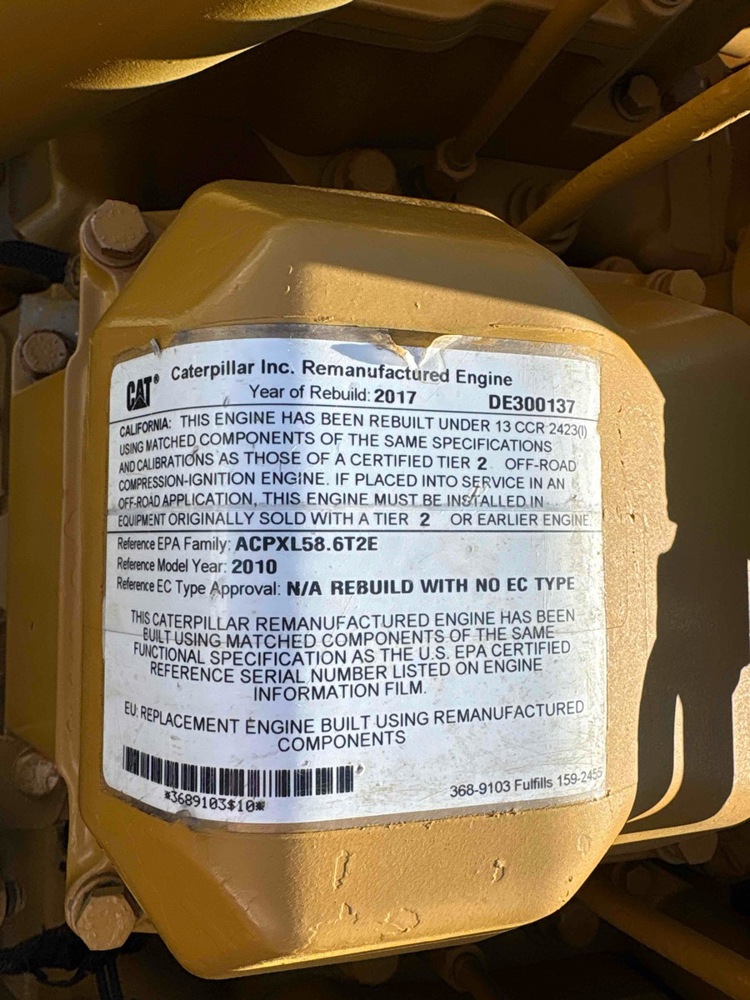 CAT® Caterpillar Inc. Remanufactured Engine
Year of Rebuild: 2017 DE300137
CALIFORNIA: THIS ENGINE HAS BEEN REBUILT UNDER 13 CCR 2423(l)
USING MATCHED COMPONENTS OF THE SAME SPECIFICATIONS
AND CALIBRATIONS AS THOSE OF A CERTIFIED TIER 2 OFF-ROAD
COMPRESSION-IGNITION ENGINE. IF PLACED INTO SERVICE IN AN
OFF-ROAD APPLICATION, THIS ENGINE MUST BE INSTALLED IN
EQUIPMENT ORIGINALLY SOLD WITH A TIER 2 OR EARLIER ENGINE
Reference EPA Family: ACPXL58.6T2E
Reference Model Year: 2010
Reference EC Type Approval: N/A REBUILD WITH NO EC TYPE
THIS CATERPILLAR REMANUFACTURED ENGINE HAS BEEN
BUILT USING MATCHED COMPONENTS OF THE SAME
FUNCTIONAL SPECIFICATION AS THE U.S. EPA CERTIFIED
REFERENCE SERIAL NUMBER LISTED ON ENGINE
INFORMATION FILM.
EU: REPLACEMENT ENGINE BUILT USING REMANUFACTURED
COMPONENTS
*3689103$10*
368-9103 Fulfills 159-2455